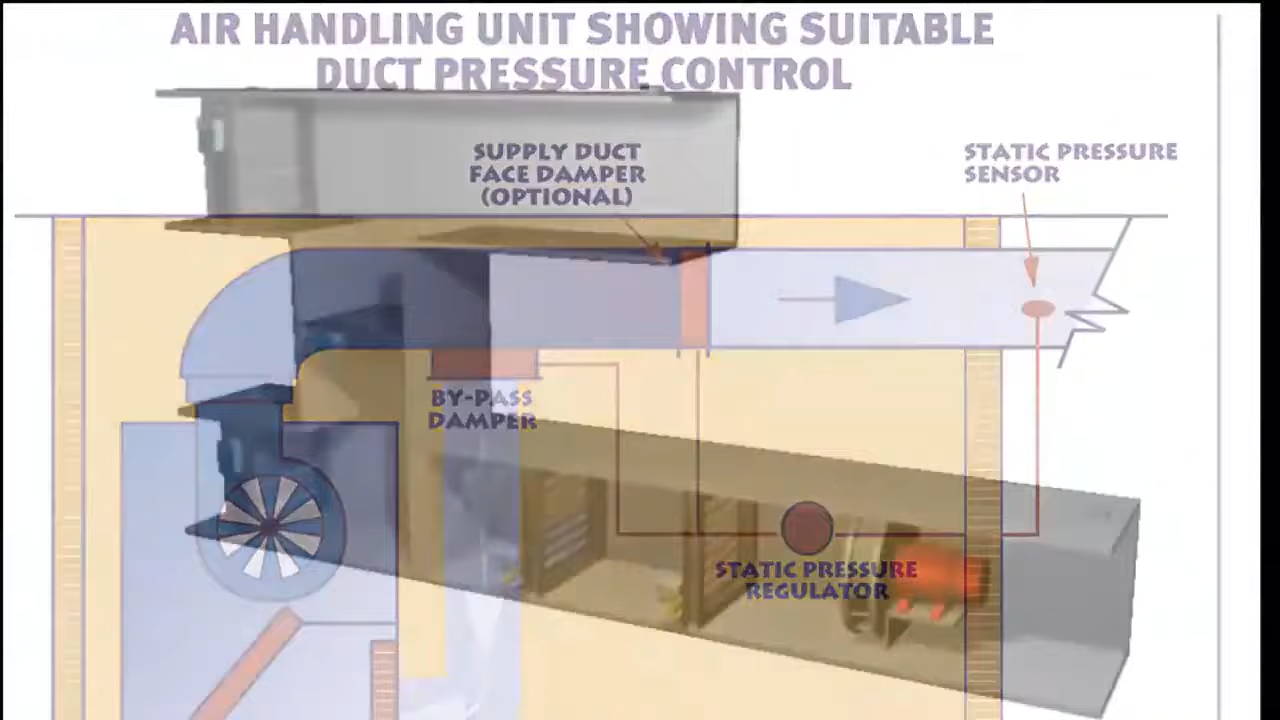 AIR HANDLING UNIT SHOWING SUITABLE
DUCT PRESSURE CONTROL
SUPPLY DUCT
FACE DAMPER
(OPTIONAL)
STATIC PRESSURE
SENSOR
BY-PASS
DAMPER
STATIC PRESSURE
REGULATOR